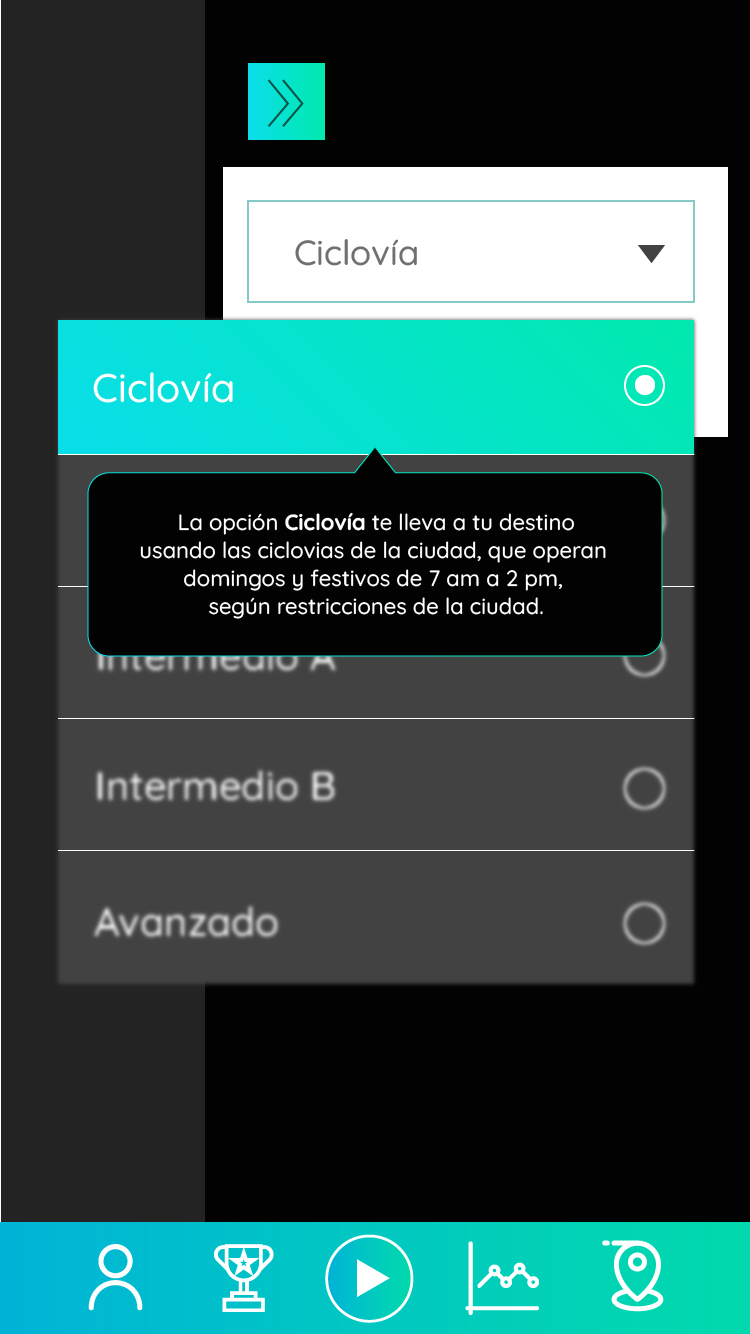 Ciclovía
Ciclovía
La opción Ciclovía te lleva a tu destino
usando las ciclovias de la ciudad, que operan
domingos y festivos de 7 am a 2 pm,
según restricciones de la ciudad.
Intermedio A
Intermedio B
Avanzado